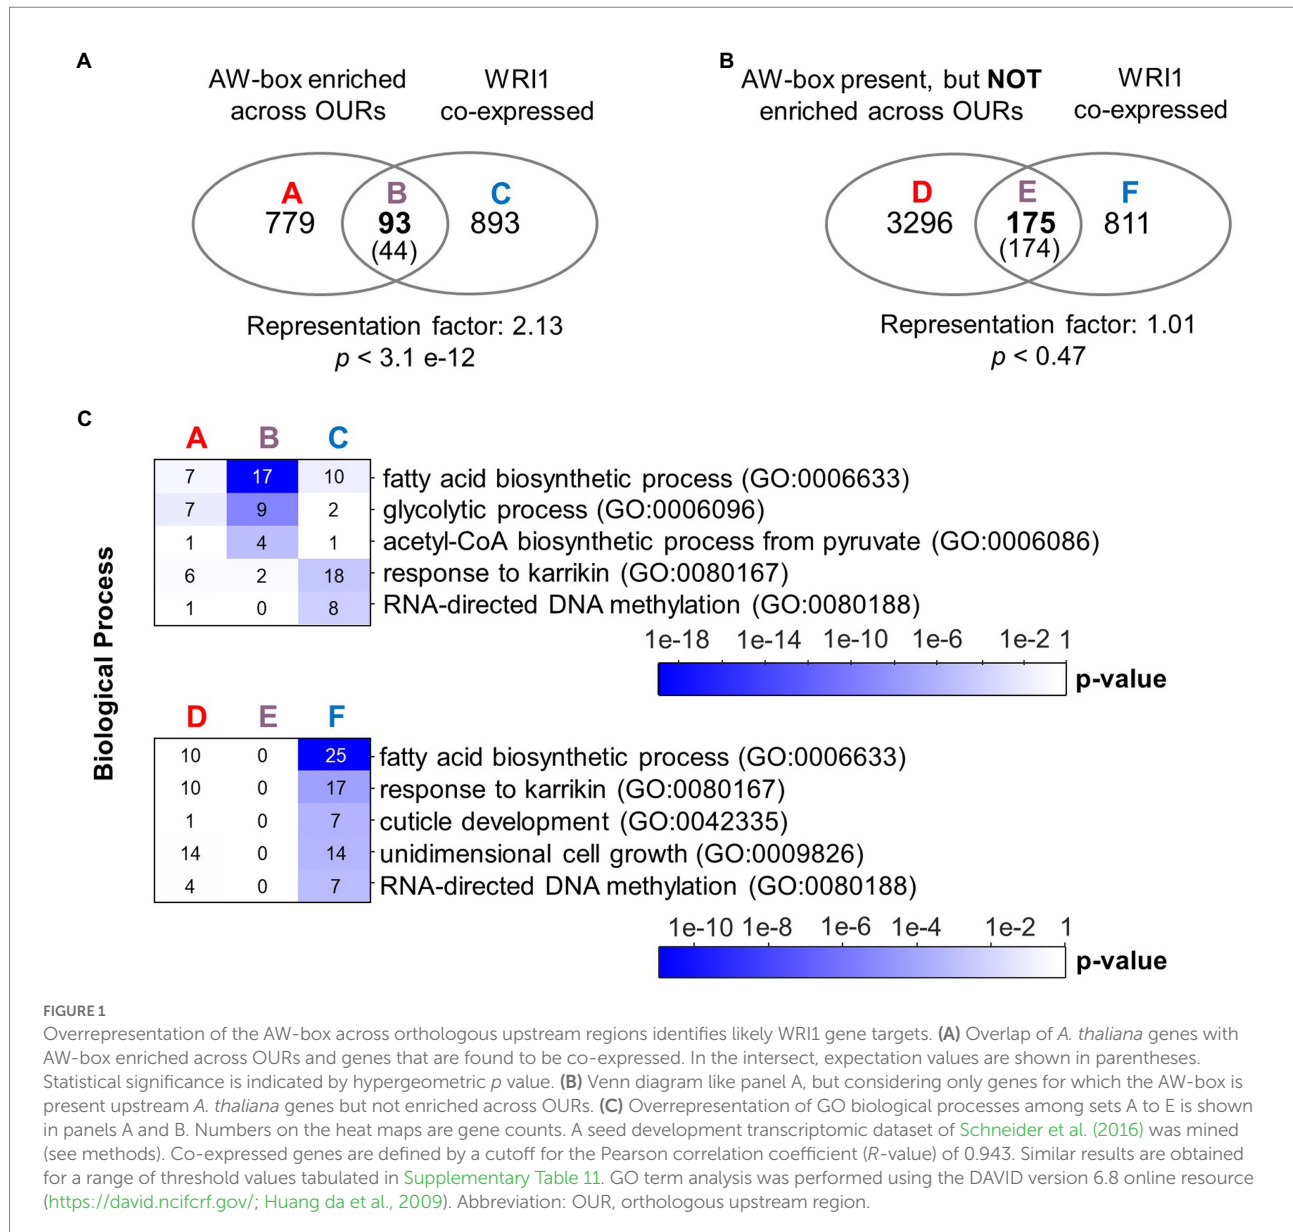 A
AW-box enriched
across OURs
WRI1
co-expressed
A
B
C
779
93
893
(44)
Representation factor: 2.13
p < 3.1 e-12
B
AW-box present, but NOT
enriched across OURs
WRI1
co-expressed
D
E
F
3296
175
811
(174)
Representation factor: 1.01
p < 0.47
C
Biological Process
A B C
7 17 10 fatty acid biosynthetic process (GO:0006633)
7 9 2 glycolytic process (GO:0006096)
1 4 1 acetyl-CoA biosynthetic process from pyruvate (GO:0006086)
6 2 18 response to karrikin (GO:0080167)
1 0 8 RNA-directed DNA methylation (GO:0080188)
1e-18 1e-14 1e-10 1e-6 1e-2 1
p-value
D E F
10 0 25 fatty acid biosynthetic process (GO:0006633)
10 0 17 response to karrikin (GO:0080167)
1 0 7 cuticle development (GO:0042335)
14 0 14 unidimensional cell growth (GO:0009826)
4 0 7 RNA-directed DNA methylation (GO:0080188)
1e-10 1e-8 1e-6 1e-4 1e-2 1
p-value
FIGURE 1
Overrepresentation of the AW-box across orthologous upstream regions identifies likely WRI1 gene targets. (A) Overlap of A. thaliana genes with
AW-box enriched across OURs and genes that are found to be co-expressed. In the intersect, expectation values are shown in parentheses.
Statistical significance is indicated by hypergeometric p value. (B) Venn diagram like panel A, but considering only genes for which the AW-box is
present upstream A. thaliana genes but not enriched across OURs. (C) Overrepresentation of GO biological processes among sets A to E is shown
in panels A and B. Numbers on the heat maps are gene counts. A seed development transcriptomic dataset of Schneider et al. (2016) was mined
(see methods). Co-expressed genes are defined by a cutoff for the Pearson correlation coefficient (R-value) of 0.943. Similar results are obtained
for a range of threshold values tabulated in Supplementary Table 11. GO term analysis was performed using the DAVID version 6.8 online resource
(https://david.ncifcrf.gov/; Huang da et al., 2009). Abbreviation: OUR, orthologous upstream region.